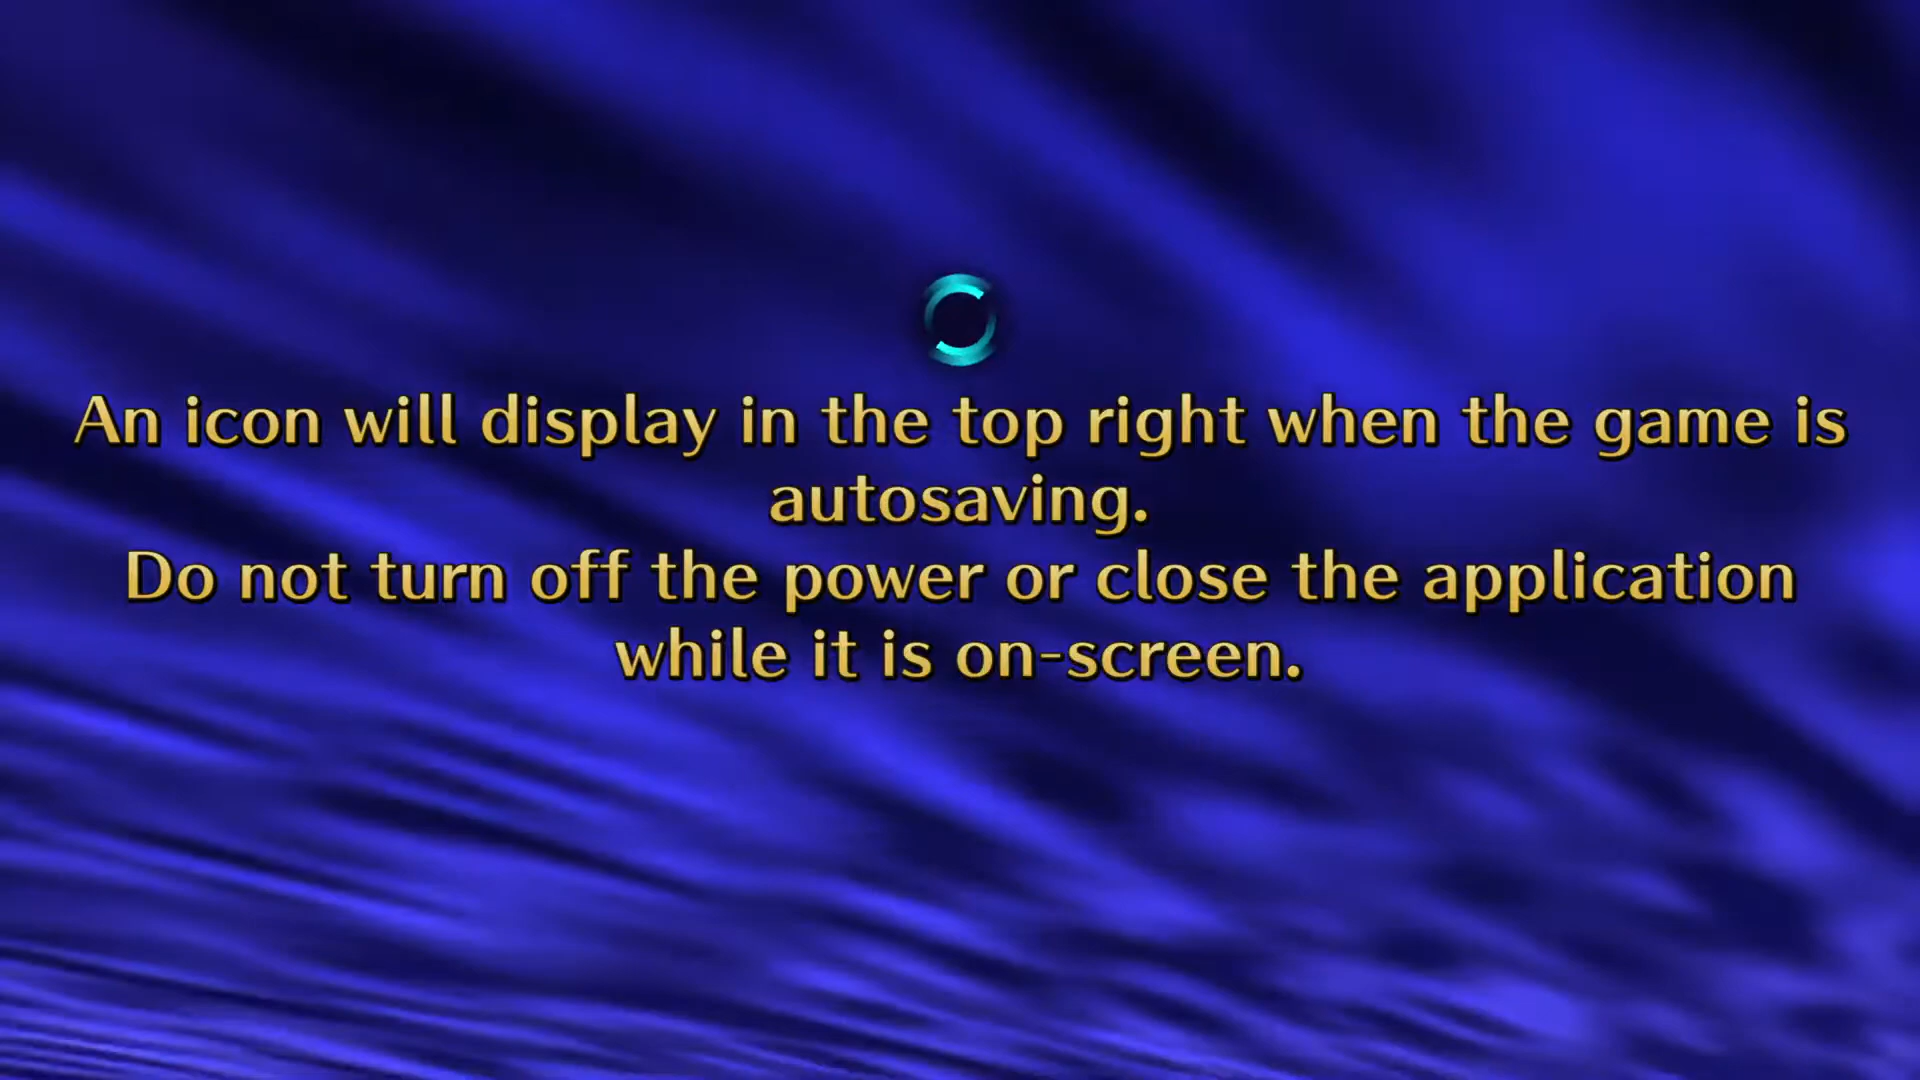 An icon will display in the top right when the game is
autosaving.
Do not turn off the power or close the application
while it is on-screen.